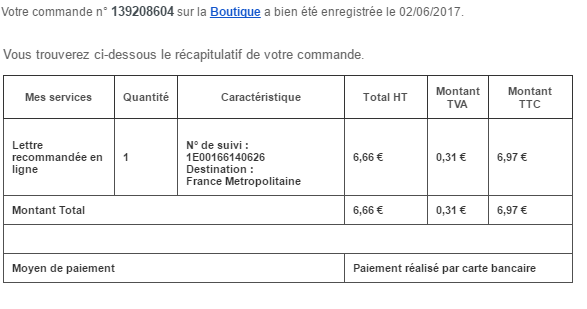 Votre commande n° 139208604 sur la Boutique a bien été enregistrée le 02/06/2017.
Vous trouverez ci-dessous le récapitulatif de votre commande.
Mes services Quantité Caractéristique Total HT Montant TVA Montant TTC
Lettre recommandée en ligne 1 N° de suivi : 1E00166140626 Destination : France Metropolitaine 6,66 € 0,31 € 6,97 €
Montant Total 6,66 € 0,31 € 6,97 €
Moyen de paiement Paiement réalisé par carte bancaire